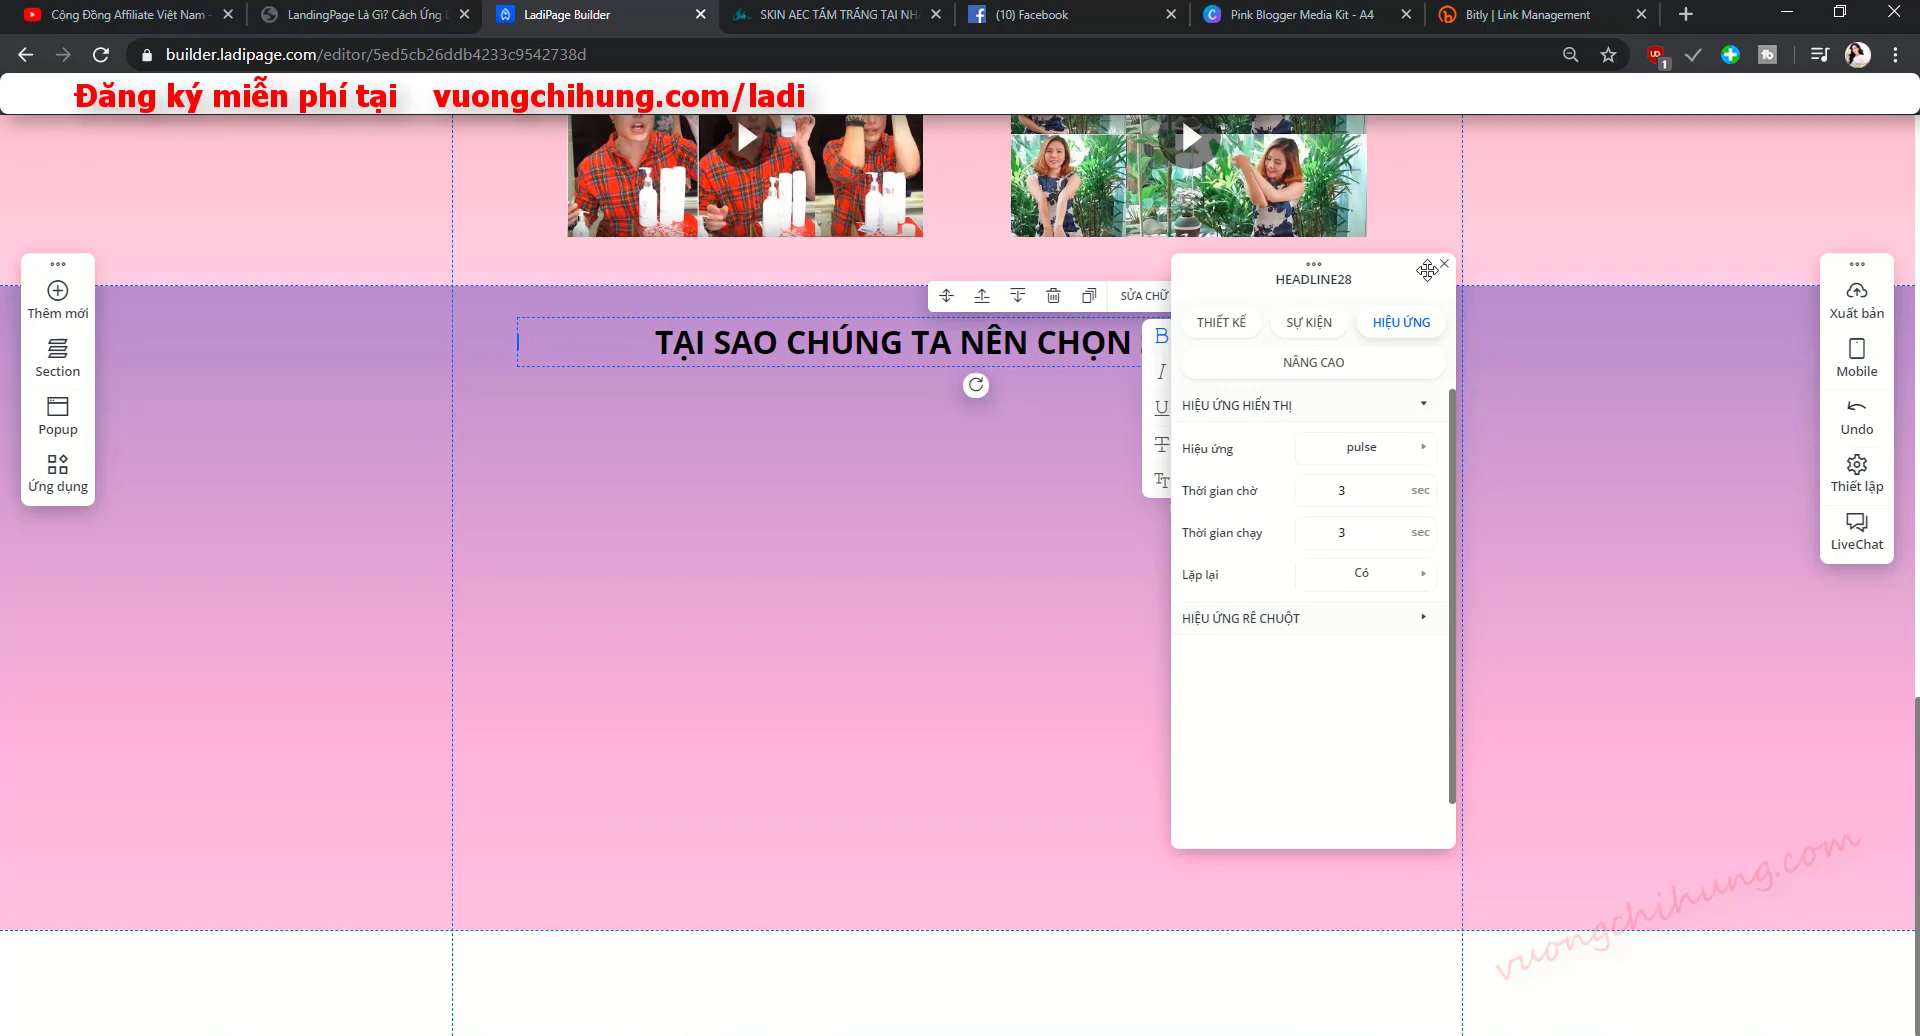 Cộng Đồng Affiliate Việt Nam -
LandingPage Là Gì? Cách Ứng
LadiPage Builder
SKIN AEC TẮM TRẮNG TẠI NH
(10) Facebook
Pink Blogger Media Kit - A4
Bitly | Link Management
builder.ladipage.com/editor/5ed5cb26ddb4233c9542738d
Đăng ký miễn phí tại vuongchihung.com/ladi
HEADLINE28
THIẾT KẾ
SỰ KIỆN
HIỆU ỨNG
NÂNG CAO
HIỆU ỨNG HIỂN THỊ
Hiệu ứng
pulse
Thời gian chờ
3
sec
Thời gian chạy
3
sec
Lặp lại
Có
HIỆU ỨNG RÊ CHUỘT
SỬA CHỮ
TẠI SAO CHÚNG TA NÊN CHỌN
B
I
U
T
TT
Thêm mới
Section
Popup
Ứng dụng
Xuất bản
Mobile
Undo
Thiết lập
LiveChat
vuongchihung.com